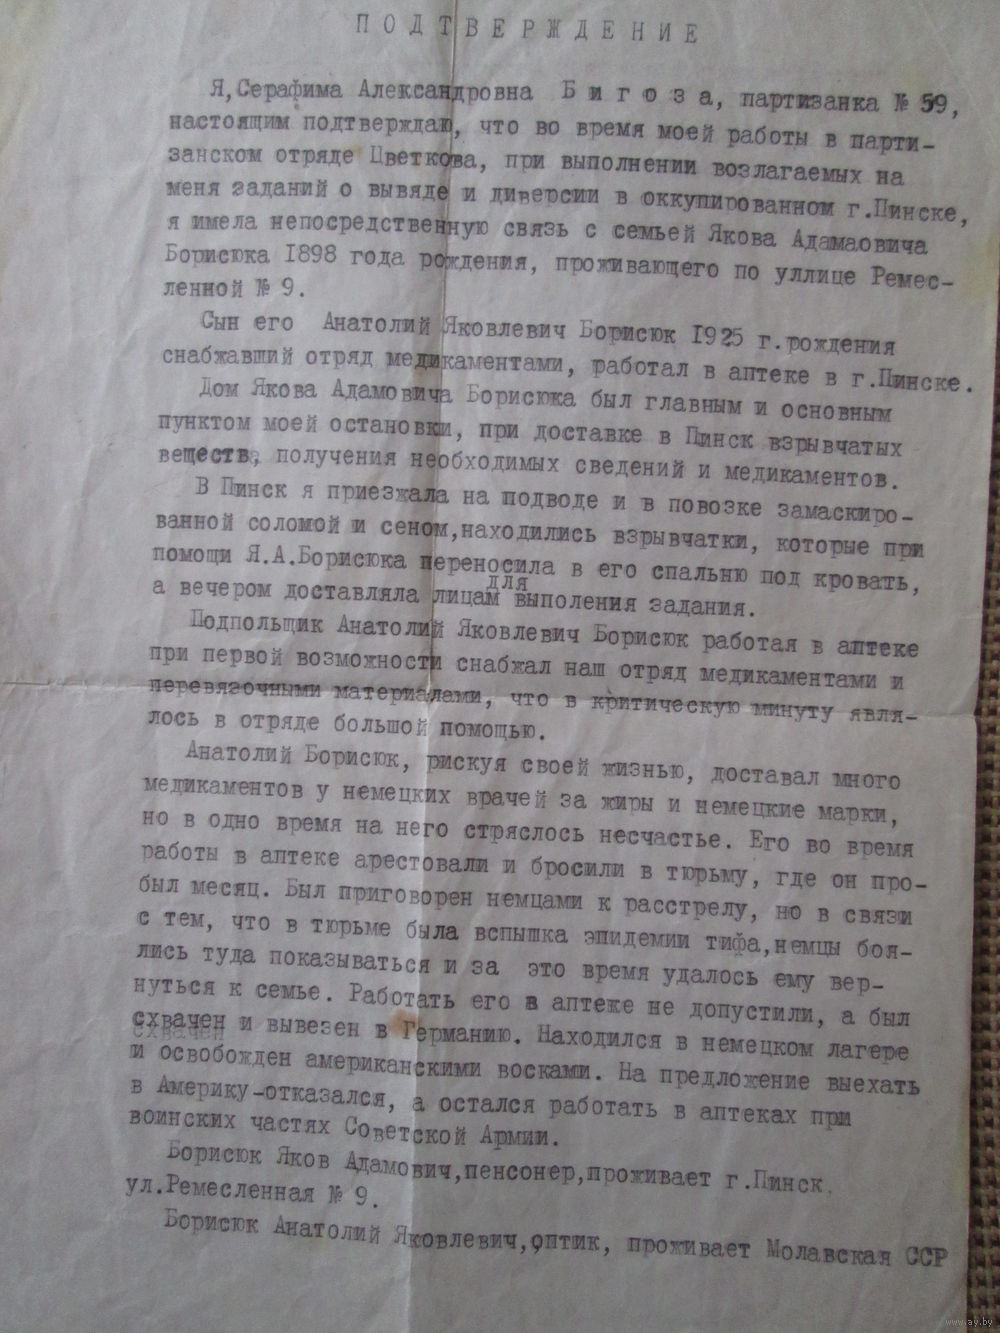 ПОДТВЕРЖДЕНИЕ
Я,Серафима Александровна Бигоза, партизанка № 59,
настоящим подтверждаю, что во время моей работы в парти-
занском отряде Цветкова, при выполнении возлагаемых на
меня заданий о вывяде и диверсии в оккупированном г.Пинске,
я имела непосредственную связь с семьей Якова Адамаовича
Борисюка 1898 года рождения, проживающего по уллице Ремес-
ленной № 9.
Сын его Анатолий Яковлевич Борисюк 1925 г.рождения
снабжавший отряд медикаментами, работал в аптеке в г.Пинске.
Дом Якова Адамовича Борисюка был главным и основным
пунктом моей остановки, при доставке в Пинск взрывчатых
веществ, получения необходимых сведений и медикаментов.
В Пинск я приезжала на подводе и в повозке замаскиро-
ванной соломой и сеном,находились взрывчатки, которые при
помощи Я.А.Борисюка переносила в его спальню под кровать,
для
а вечером доставляла лицам выполения задания.
Подпольщик Анатолий Яковлевич Борисюк работая в аптеке
при первой возможности снабжал наш отряд медикаментами и
перевязочными материалами, что в критическую минуту явля-
лось в отряде большой помощью.
Анатолий Борисюк, рискуя своей жизнью, доставал много
медикаментов у немецких врачей за жиры и немецкие марки,
но в одно время на него стряслось несчастье. Его во время
работы в аптеке арестовали и бросили в тюрьму, где он про-
был месяц. Был приговорен немцами к расстрелу, но в связи
с тем, что в тюрьме была вспышка эпидемии тифа,немцы боя-
лись туда показываться и за это время удалось ему вер-
нуться к семье. Работать его в аптеке не допустили, а был
схвачен и вывезен в Германию. Находился в немецком лагере
и освобожден американскими восками. На предложение выехать
в Америку-отказался, а остался работать в аптеках при
воинских частях Советской Армии.
Борисюк Яков Адамович,пенсонер,проживает г.Пинск
ул.Ремесленная № 9.
Борисюк Анатолий Яковлевич,оптик, проживает Молавская ССР
www.ay.by